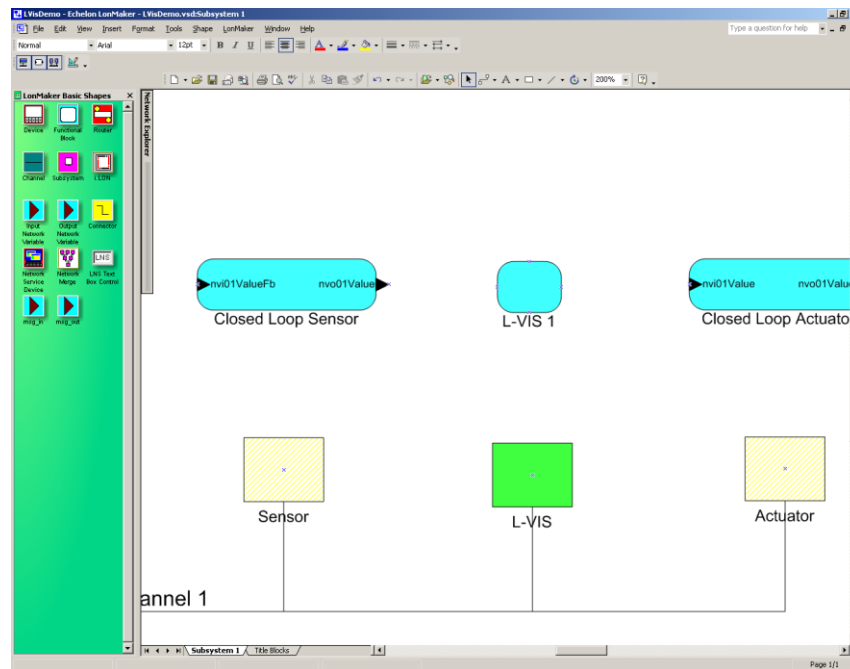 LVisDemo - Echelon LonMaker - [LVisDemo.vsd:Subsystem 1]
File Edit View Insert Format Tools Shape LonMaker Window Help
Type a question for help
Normal Arial 12pt B I U A
A 200%
LonMaker Basic Shapes
Network Explorer
Device Functional Block Router
Channel Subsystem i.LON
Input Network Variable Output Network Variable Connector
Network Service Device Network Merge LNS Text Box Control
LNS
msg_in msg_out
nvi01ValueFb nvo01Value
Closed Loop Sensor
L-VIS 1
nvi01Value nvo01Valu
Closed Loop Actuato
Sensor
L-VIS
Actuator
annel 1
Subsystem 1 Title Blocks
Page 1/1